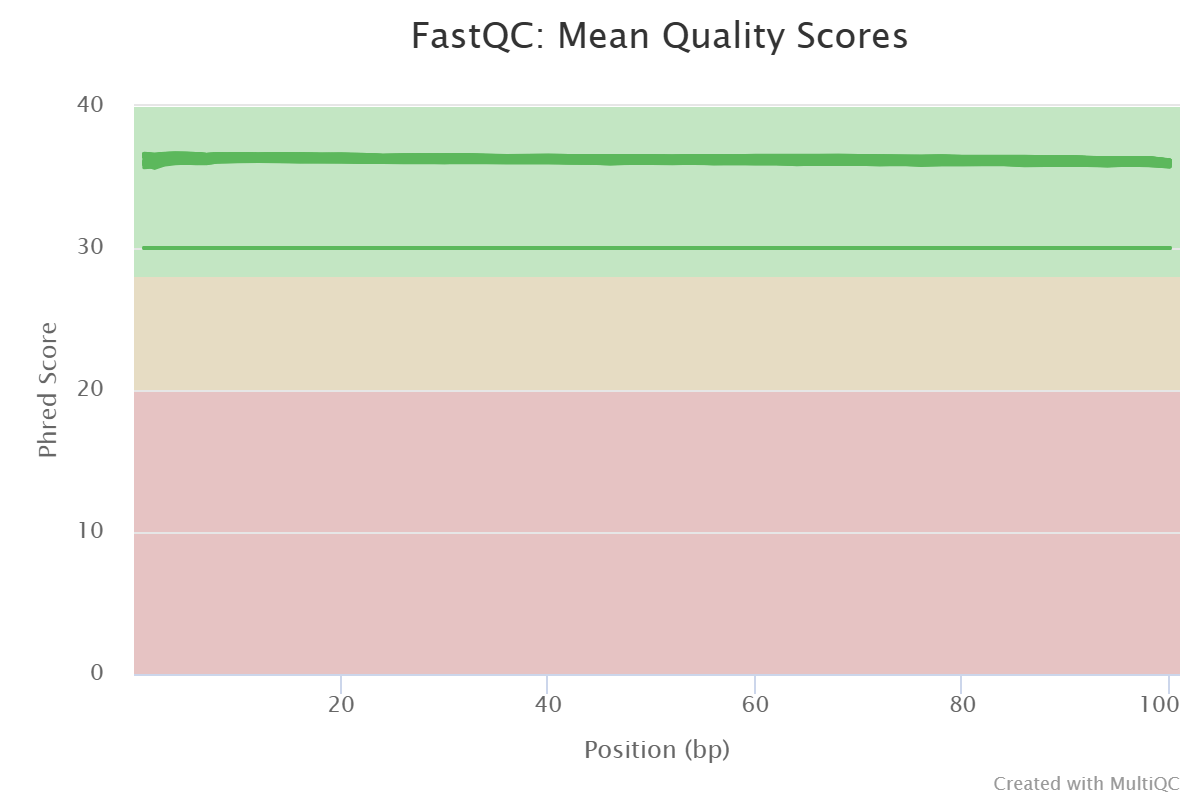 FastQC: Mean Quality Scores
40
30
20
10
0
Phred Score
20 40 60 80 100
Position (bp)
Created with MultiQC